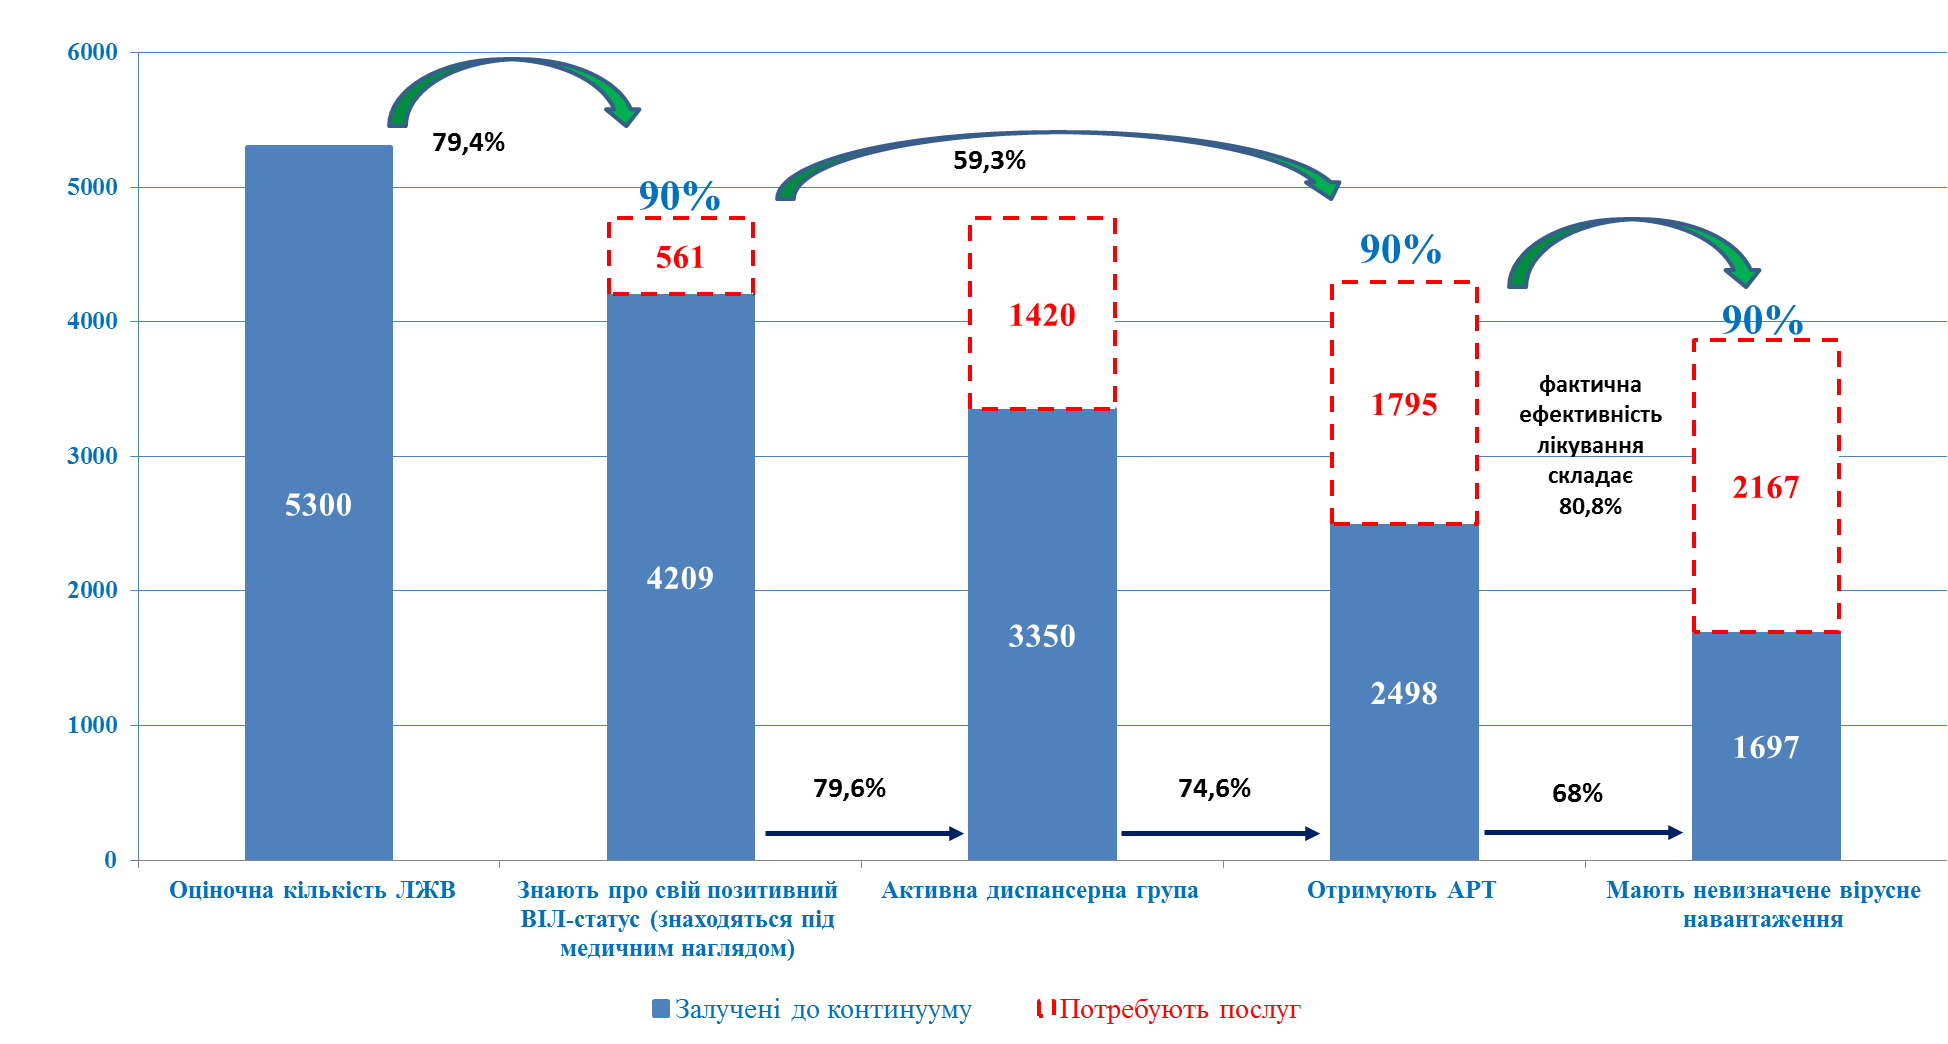 6000
5000
4000
3000
2000
1000
0
79,4%
59,3%
90%
90%
90%
561
1420
1795
2167
фактична
ефективність
лікування
складає
80,8%
5300
4209
3350
2498
1697
79,6%
74,6%
68%
Оціночна кількість ЛЖВ
Знають про свій позитивний
ВІЛ-статус (знаходяться під
медичним наглядом)
Активна диспансерна група
Отримують АРТ
Мають невизначене вірусне
навантаження
Залучені до континууму
Потребують послуг